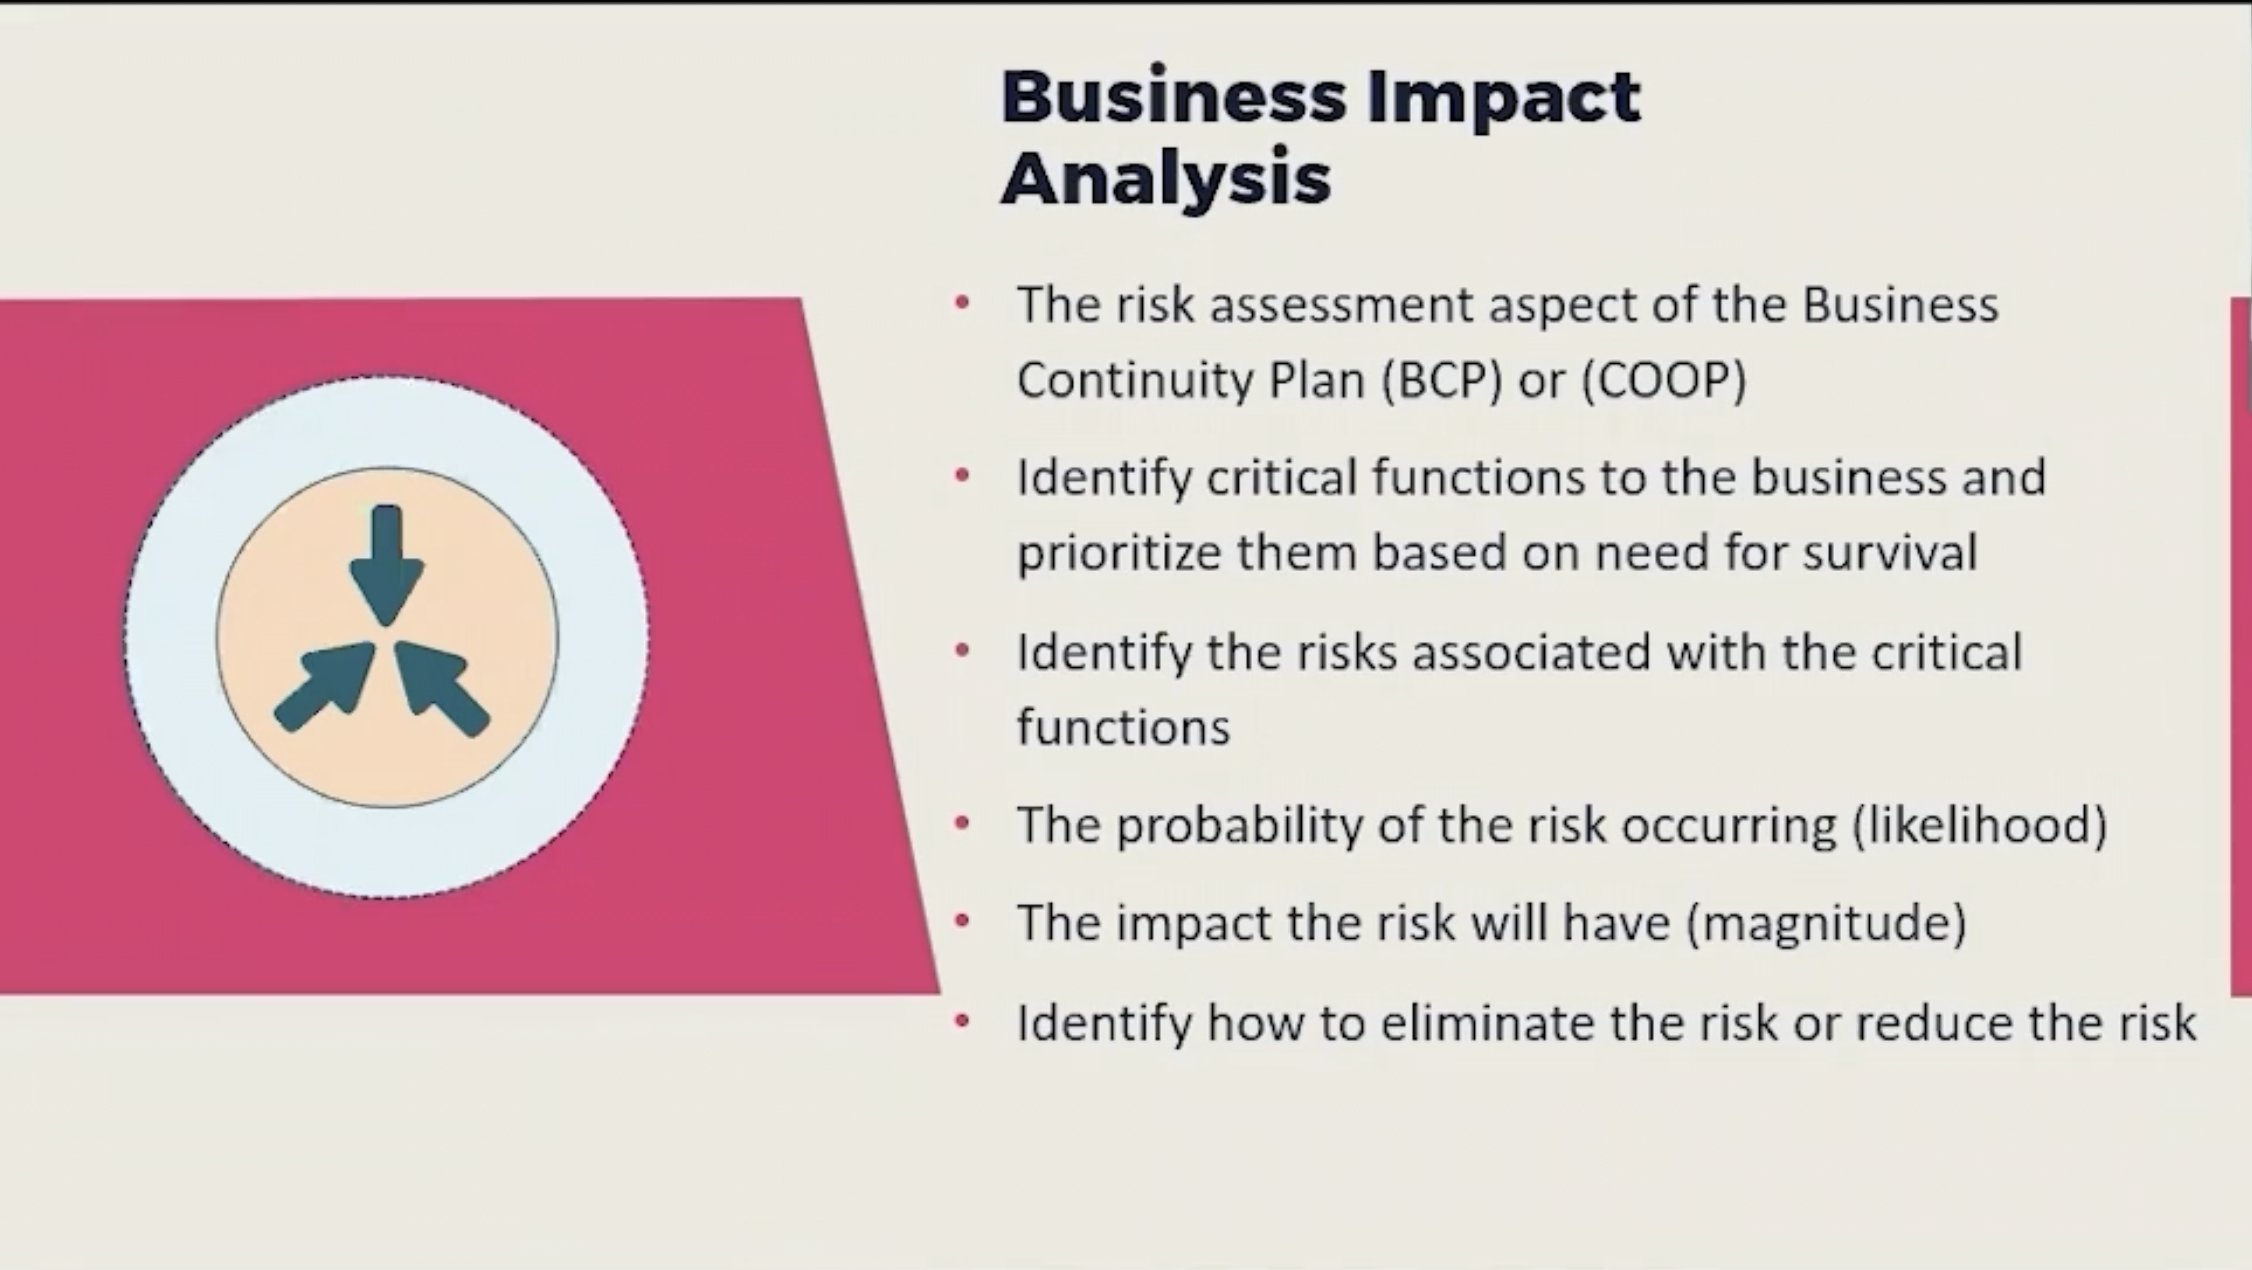 Business Impact
Analysis
• The risk assessment aspect of the Business
Continuity Plan (BCP) or (COOP)
• Identify critical functions to the business and
prioritize them based on need for survival
• Identify the risks associated with the critical
functions
• The probability of the risk occurring (likelihood)
• The impact the risk will have (magnitude)
• Identify how to eliminate the risk or reduce the risk